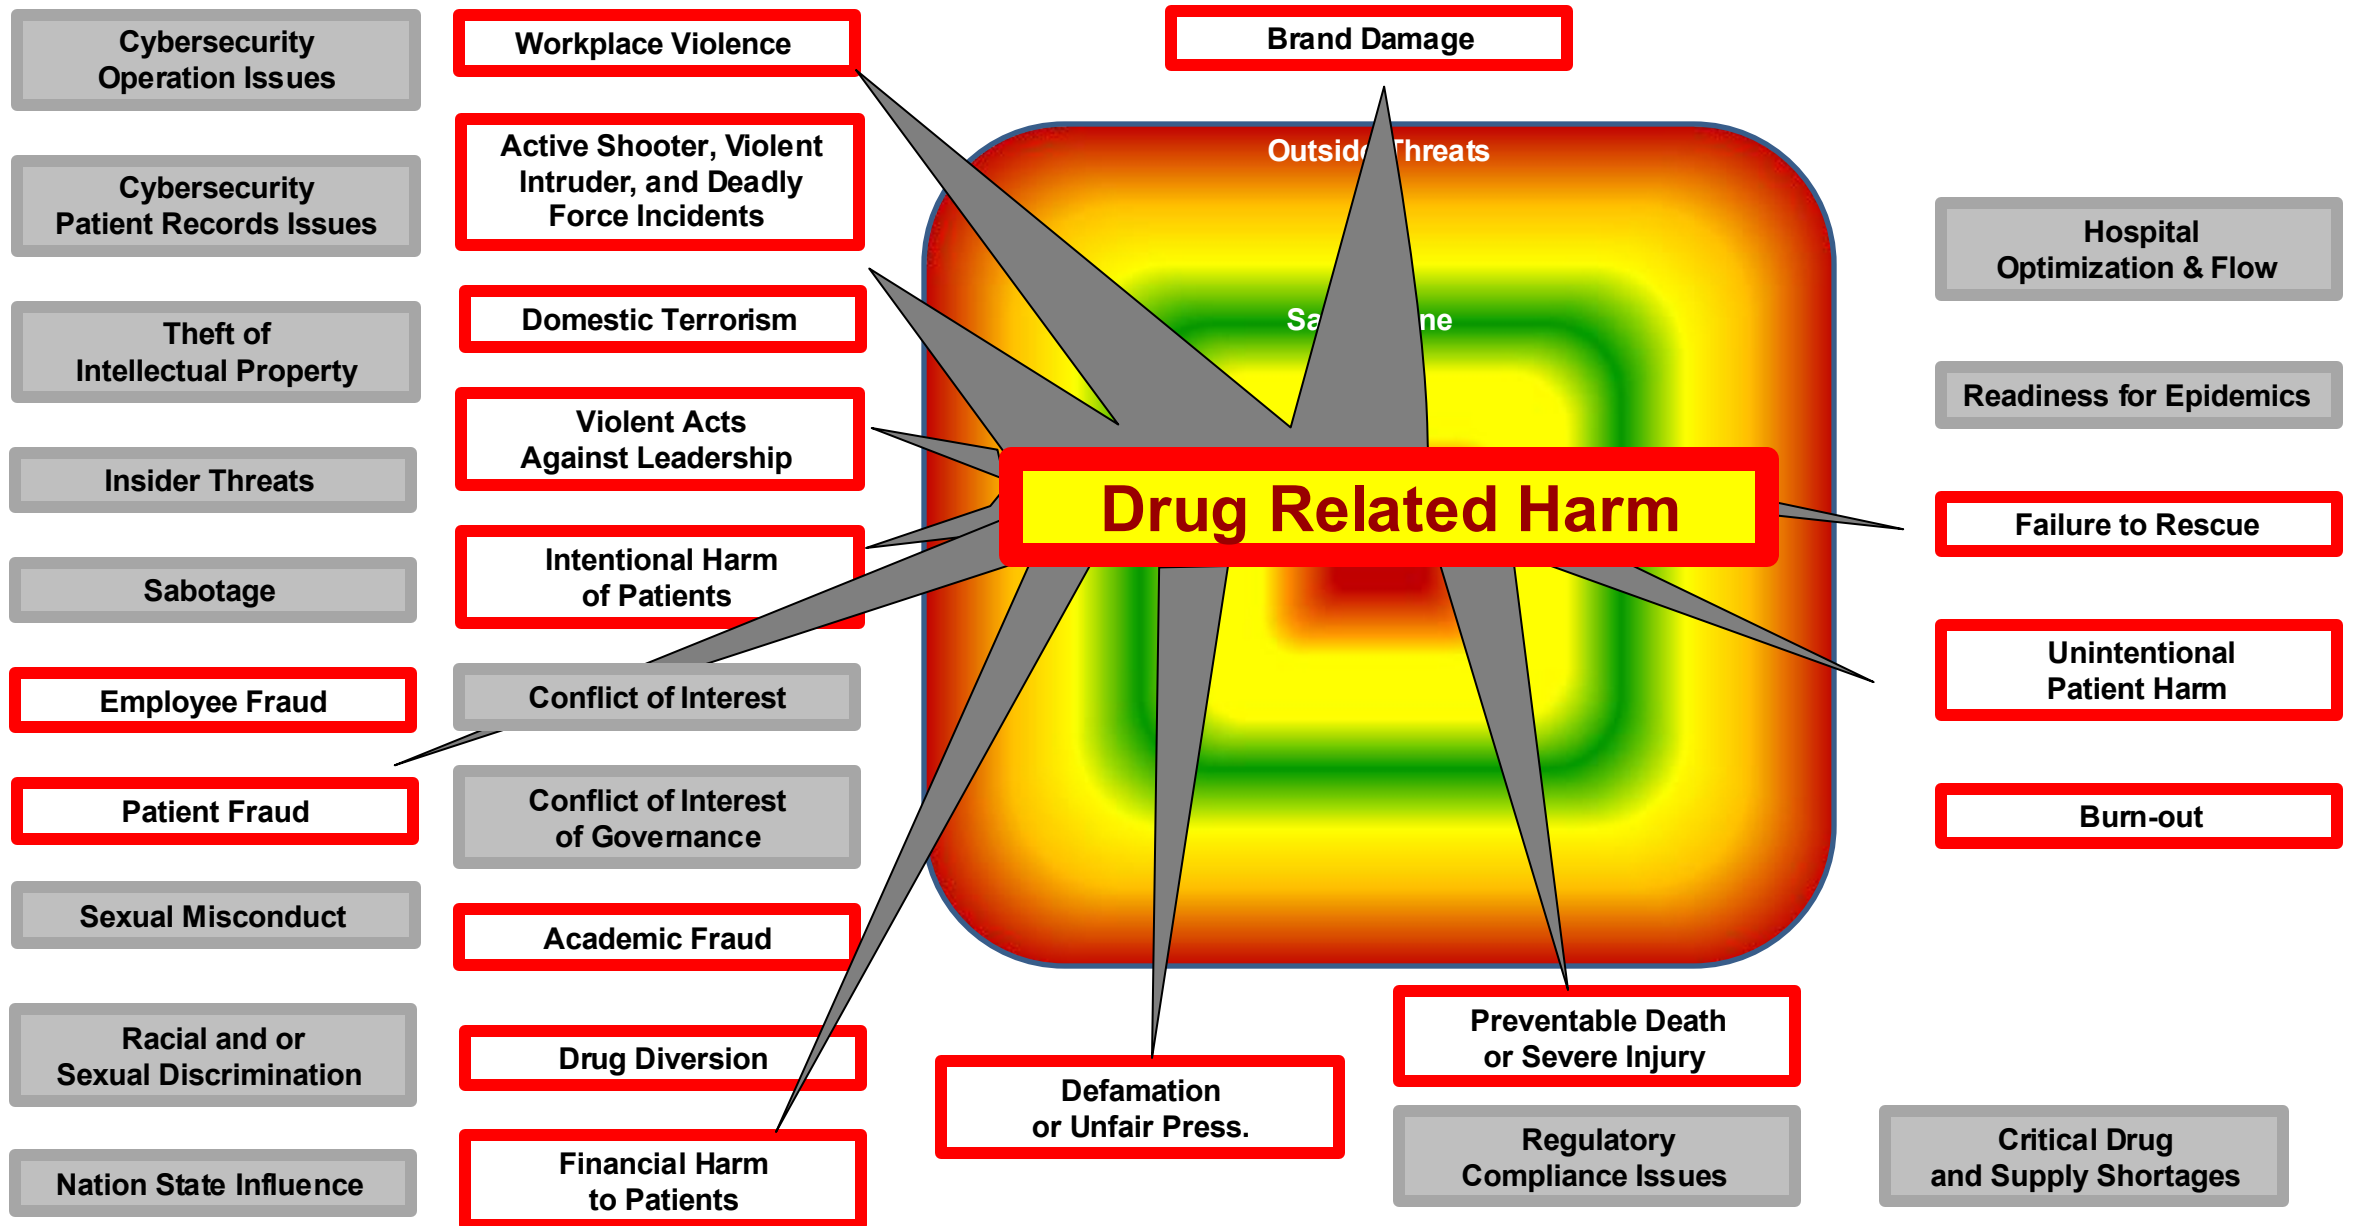 Cybersecurity
Operation Issues
Cybersecurity
Patient Records Issues
Theft of
Intellectual Property
Insider Threats
Sabotage
Employee Fraud
Patient Fraud
Sexual Misconduct
Racial and or
Sexual Discrimination
Nation State Influence
Workplace Violence
Active Shooter, Violent
Intruder, and Deadly
Force Incidents
Domestic Terrorism
Violent Acts
Against Leadership
Intentional Harm
of Patients
Conflict of Interest
Conflict of Interest
of Governance
Academic Fraud
Drug Diversion
Financial Harm
to Patients
Brand Damage
Outside Threats
Drug Related Harm
Defamation
or Unfair Press.
Preventable Death
or Severe Injury
Regulatory
Compliance Issues
Hospital
Optimization & Flow
Readiness for Epidemics
Failure to Rescue
Unintentional
Patient Harm
Burn-out
Critical Drug
and Supply Shortages